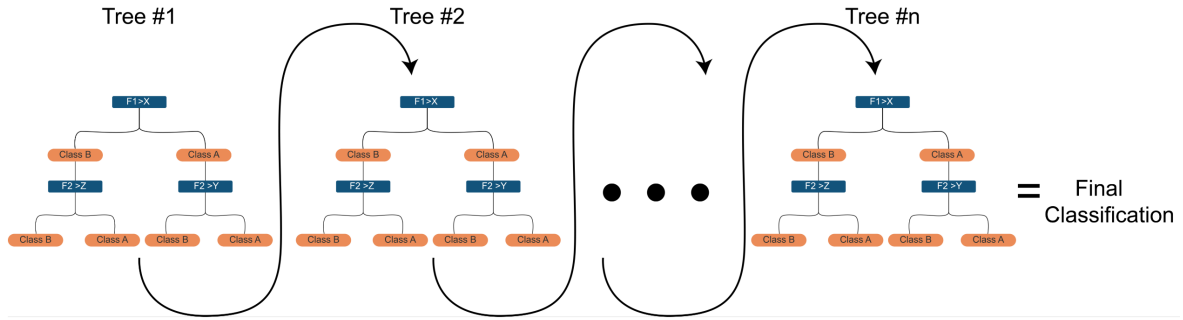 Tree #1
Tree #2
Tree #n
F1>X
F1>X
F1>X
Class B
Class A
Class B
Class A
Class B
Class A
F2 >Z
F2 >Y
F2 >Z
F2 >Y
F2 >Z
F2 >Y
= Final
Classification
Class B
Class A
Class B
Class A
Class B
Class A
Class B
Class A
Class B
Class A
Class B
Class A